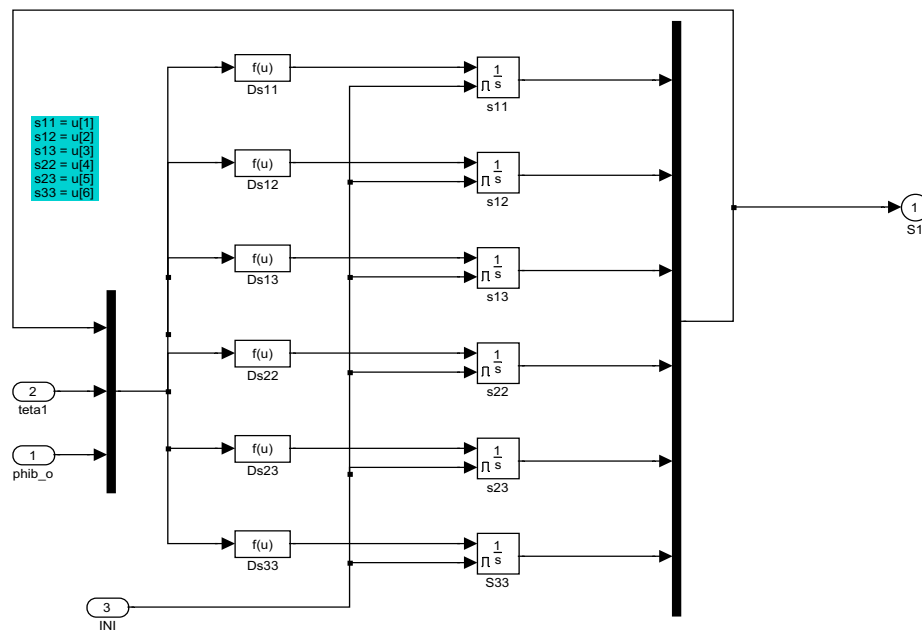 f(u)
Ds11
1
s
s11
s11 = u[1]
s12 = u[2]
s13 = u[3]
s22 = u[4]
s23 = u[5]
s33 = u[6]
f(u)
Ds12
1
s
s12
1
S1
f(u)
Ds13
1
s
s13
f(u)
Ds22
1
s
s22
2
teta1
f(u)
Ds23
1
s
s23
1
phib_o
f(u)
Ds33
1
s
S33
3
INI